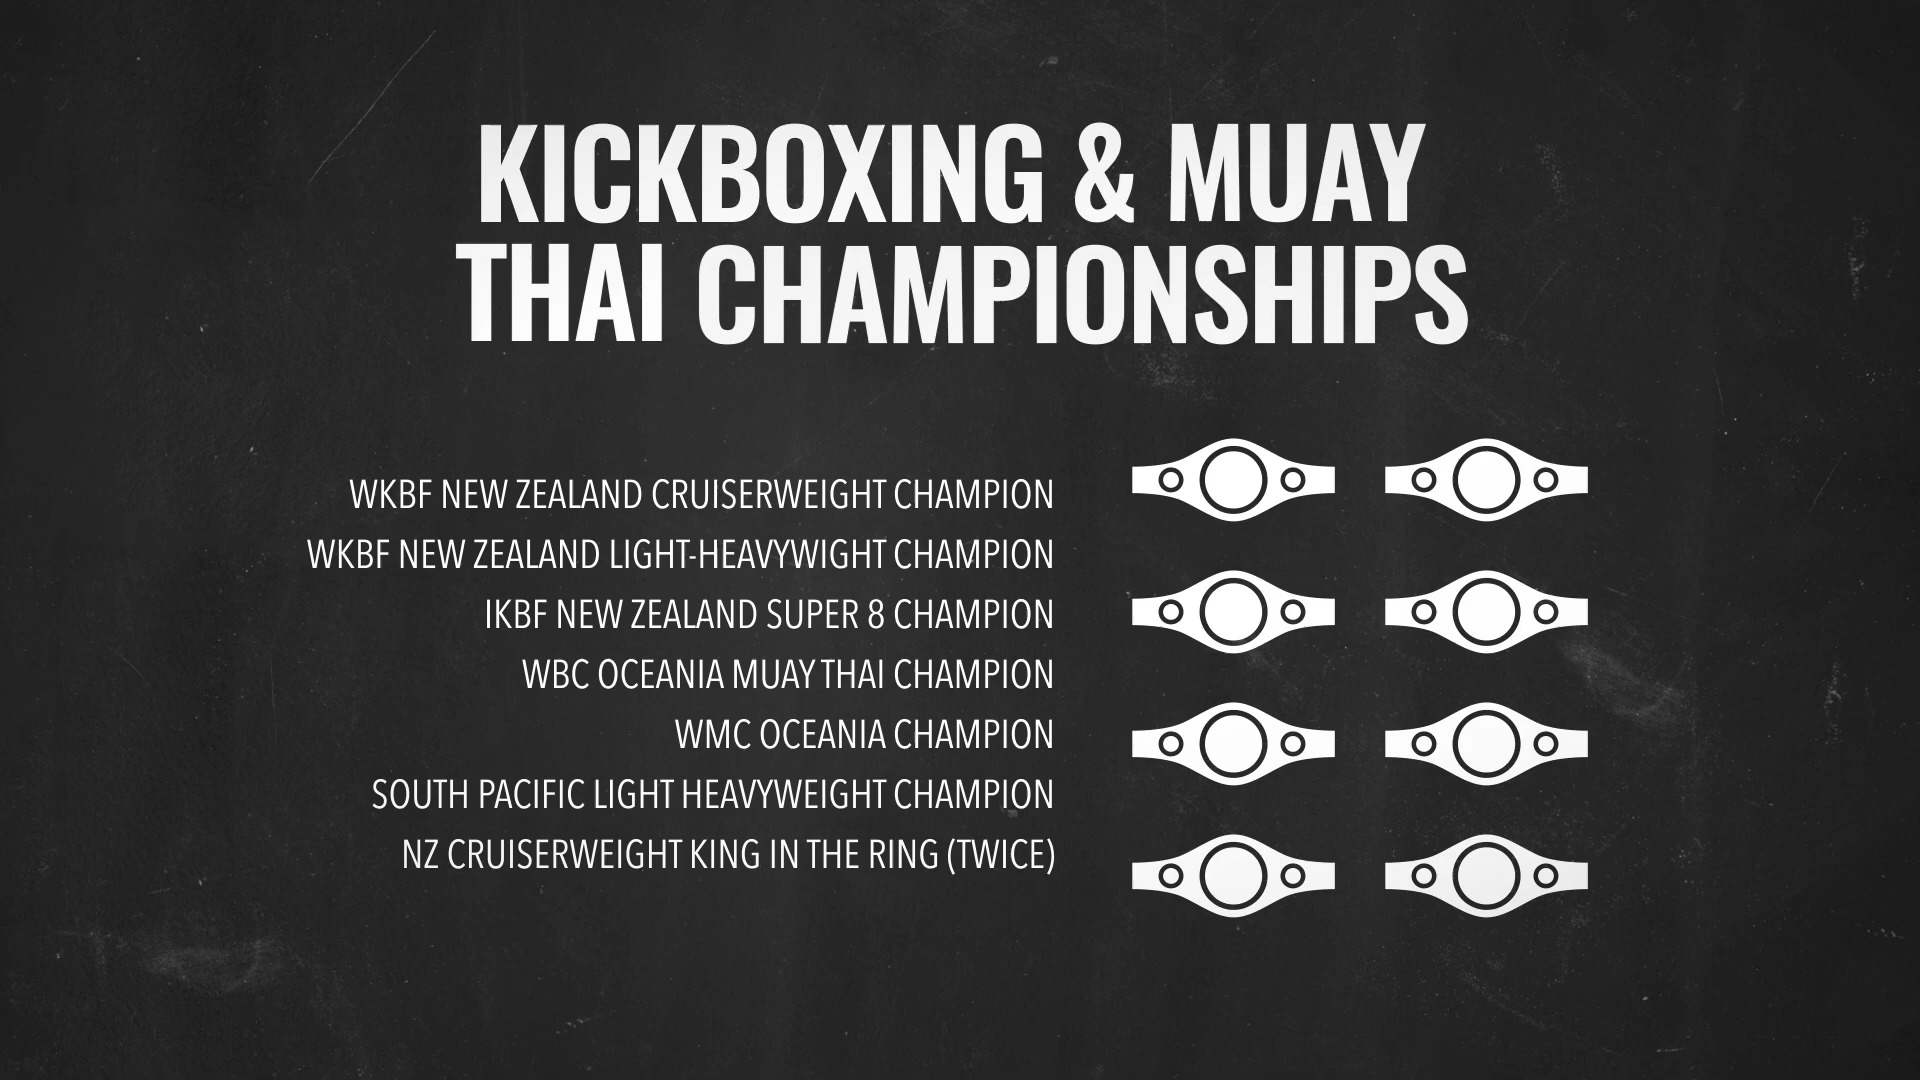 KICKBOXING & MUAY
THAI CHAMPIONSHIPS
WKBF NEW ZEALAND CRUISERWEIGHT CHAMPION
WKBF NEW ZEALAND LIGHT-HEAVYWIGHT CHAMPION
IKBF NEW ZEALAND SUPER 8 CHAMPION
WBC OCEANIA MUAY THAI CHAMPION
WMC OCEANIA CHAMPION
SOUTH PACIFIC LIGHT HEAVYWEIGHT CHAMPION
NZ CRUISERWEIGHT KING IN THE RING (TWICE)